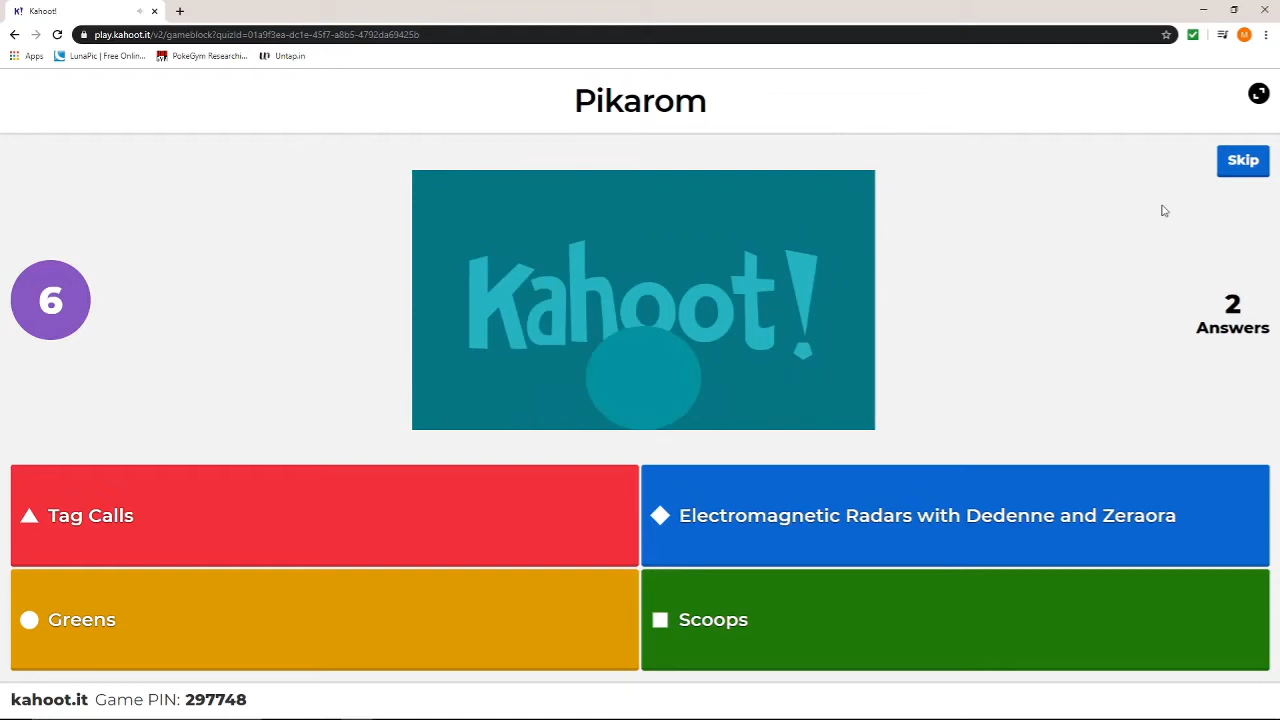 K! Kahoot!
play.kahoot.it/v2/gameblock?quizId=01a9f3ea-dc1e-45f7-a8b5-4792da69425b
M
Apps LunaPic | Free Onlin... PokeGym Researchi... Untap.in
Pikarom
Skip
Kahoot!
6
2
Answers
Tag Calls
Electromagnetic Radars with Dedenne and Zeraora
Greens
Scoops
kahoot.it Game PIN: 297748